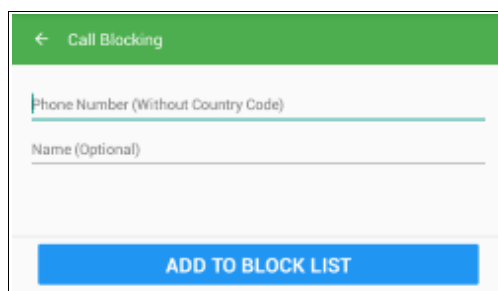 Call Blocking
Phone Number (Without Country Code)
Name (Optional)
ADD TO BLOCK LIST